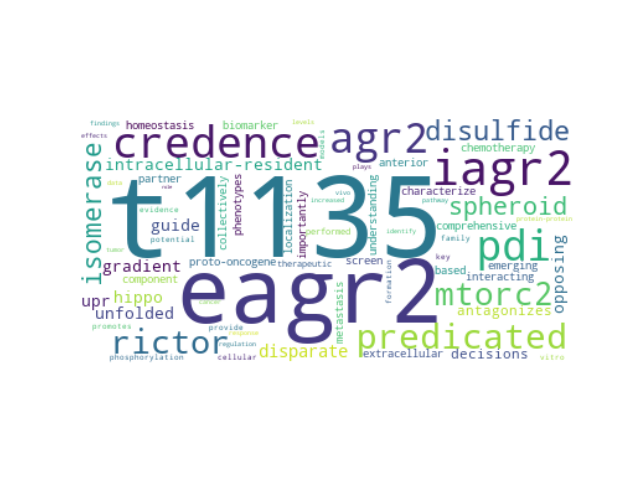 findings homeostasis biomarker levels
effects credence agr2 disulfide
models chemotherapy
isomerase intracellular-resident plays anterior iagr2
partner collectively phenotypes t1135 localization importantly vivo increased understanding characterize spheroid
data role
evidence guide performed identify comprehensive protein-protein
potential pathway family pdi opposing
gradient proto-oncogene therapeutic screen key emerging
tumor based interacting
upr component eagr2 mtorc2
hippo cancer formation
unfolded metastasis antagonizes
promotes rictor provide response predicated
regulation
disparate extracellular decisions
phosphorylation cellular vitro